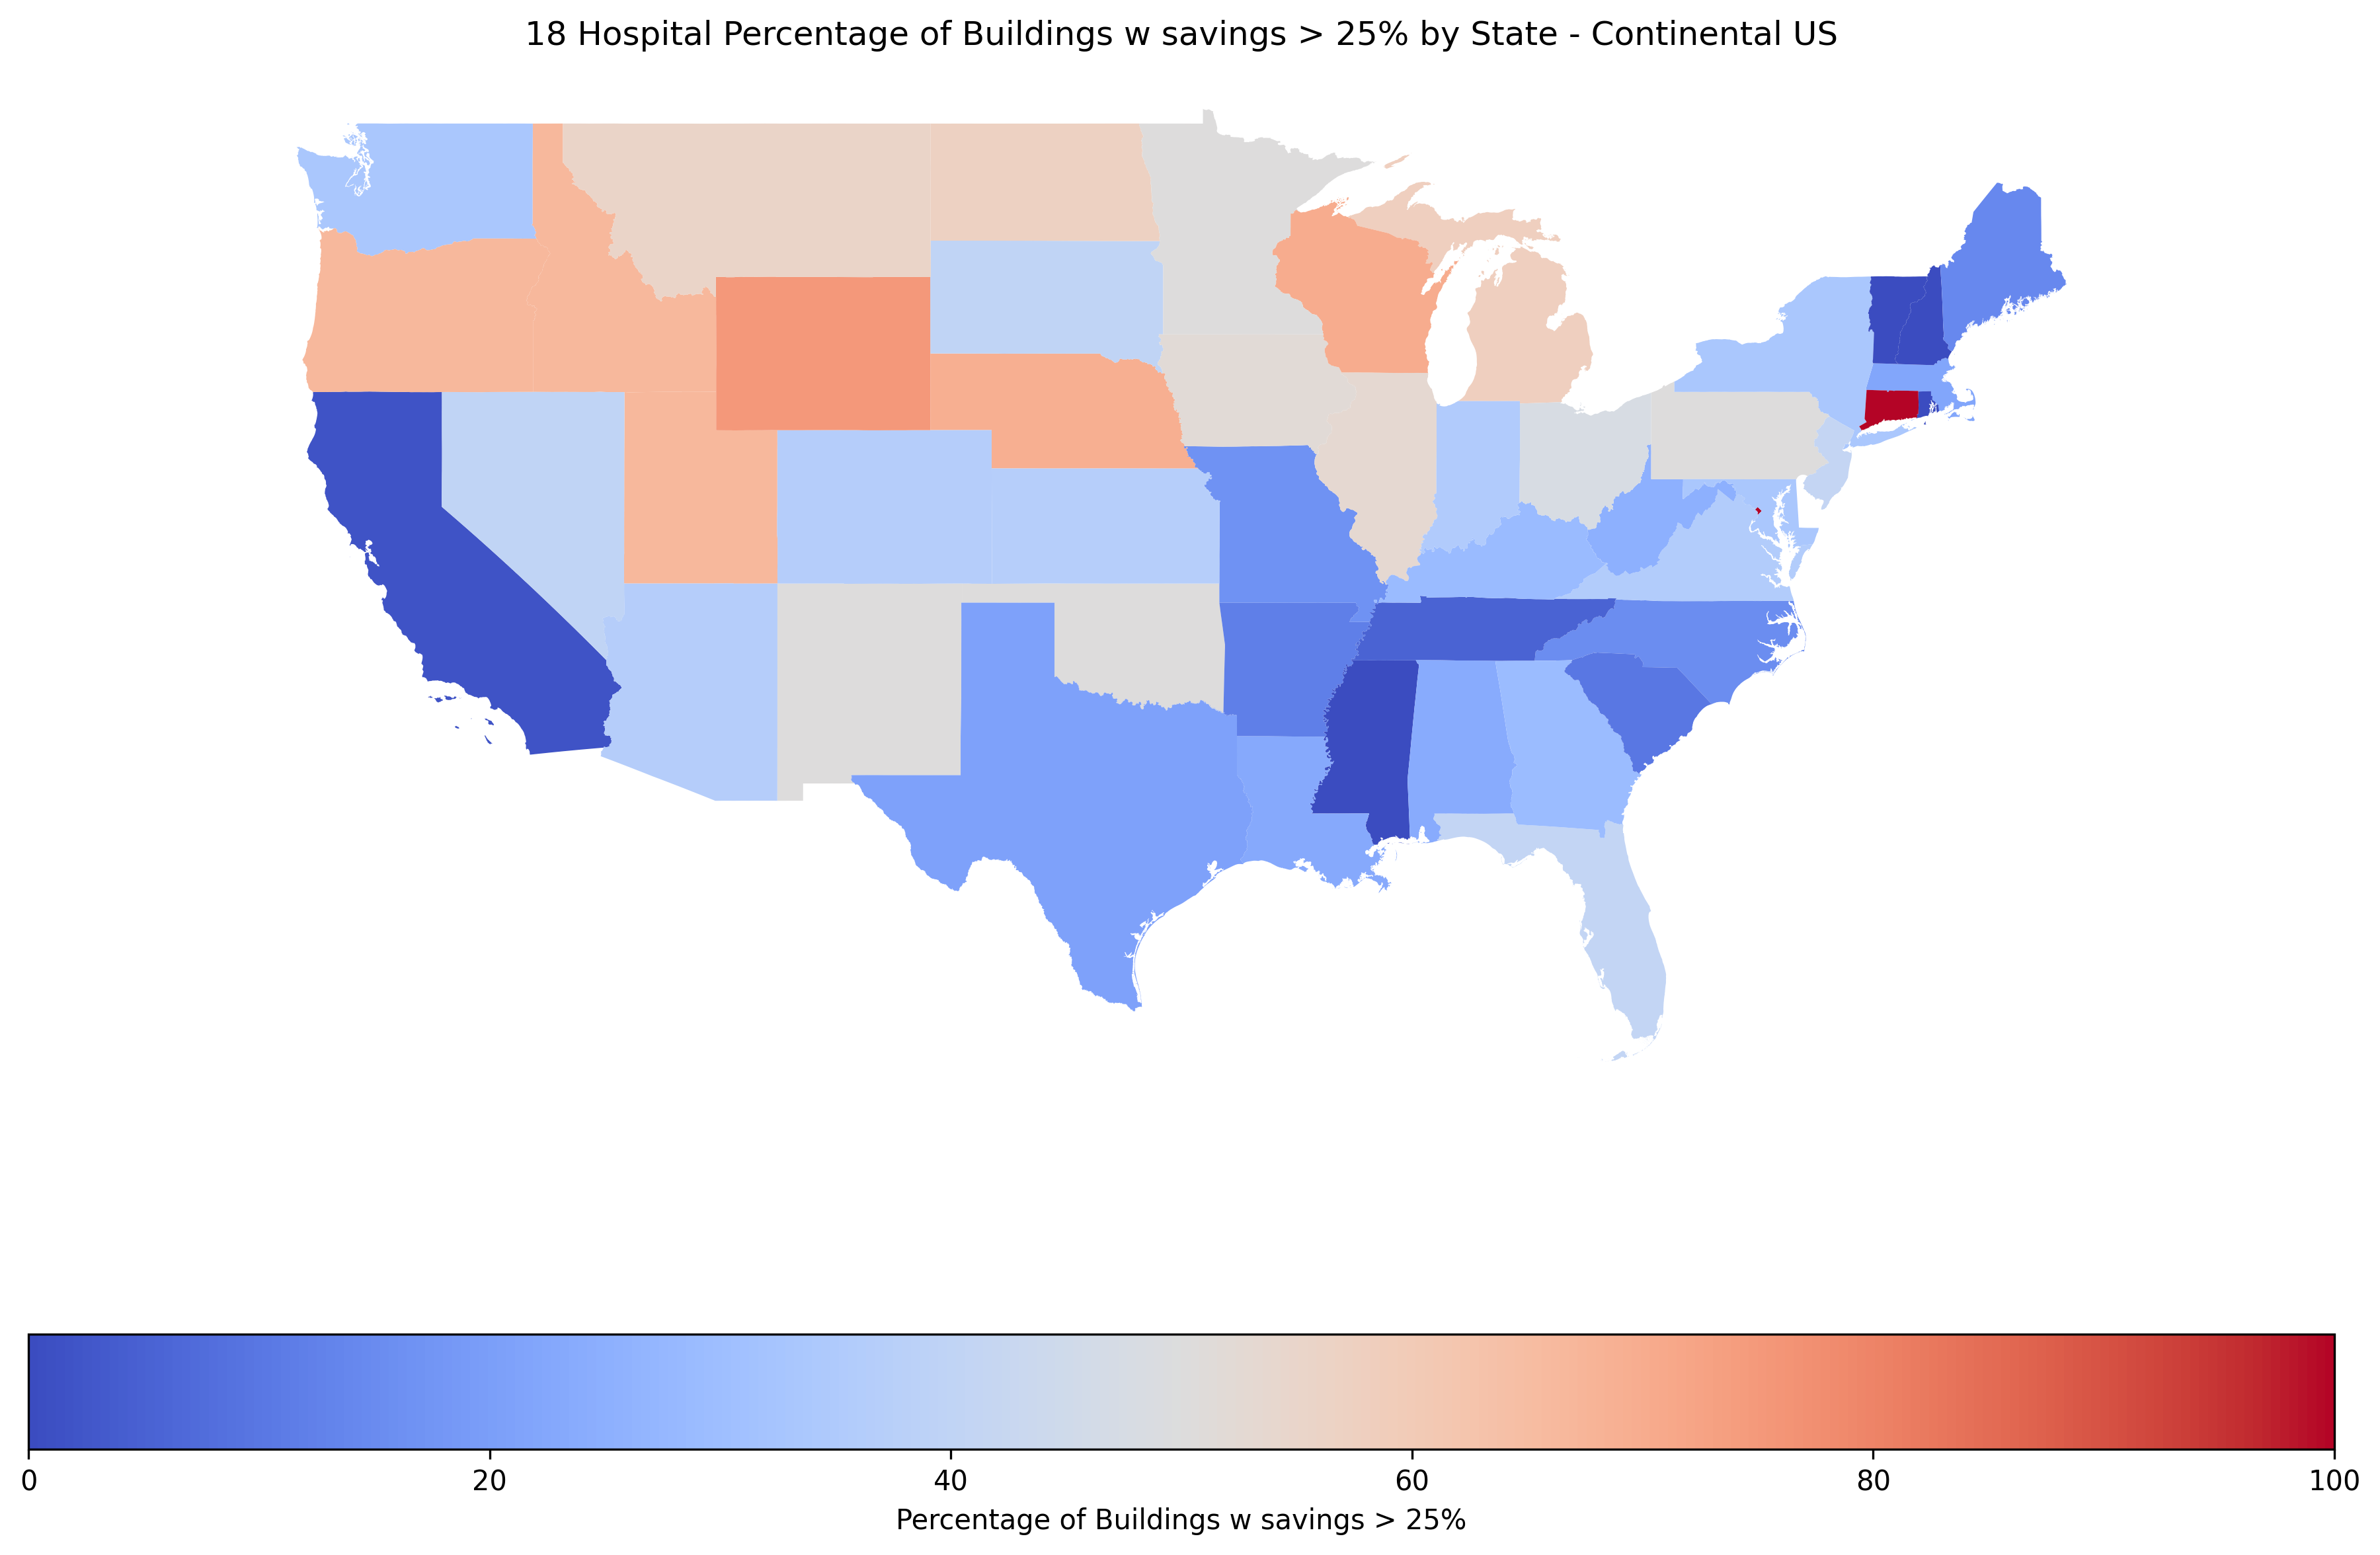 18 Hospital Percentage of Buildings w savings > 25% by State - Continental US
0 20 40 60 80 100
Percentage of Buildings w savings > 25%